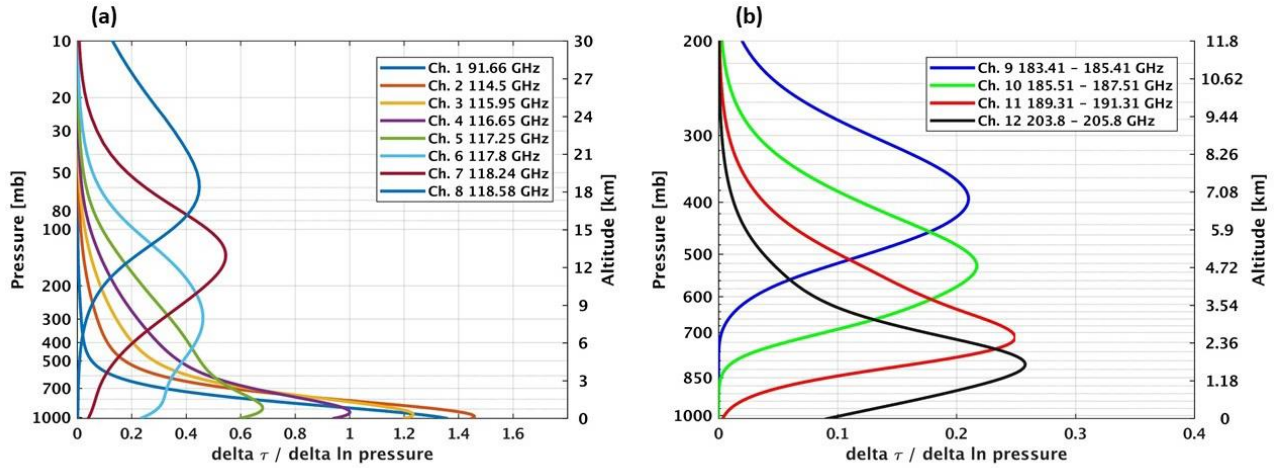 (a)
Pressure [mb]
10
20
30
50
80
100
200
300
400
500
700
1000
Ch. 1 91.66 GHz
Ch. 2 114.5 GHz
Ch. 3 115.95 GHz
Ch. 4 116.65 GHz
Ch. 5 117.25 GHz
Ch. 6 117.8 GHz
Ch. 7 118.24 GHz
Ch. 8 118.58 GHz
30
27
24
21
18
15
12
9
6
3
0
Altitude [km]
0 0.2 0.4 0.6 0.8 1 1.2 1.4 1.6
delta τ / delta ln pressure
(b)
Pressure [mb]
200
300
400
500
600
700
850
1000
Ch. 9 183.41 – 185.41 GHz
Ch. 10 185.51 – 187.51 GHz
Ch. 11 189.31 – 191.31 GHz
Ch. 12 203.8 – 205.8 GHz
11.8
10.62
9.44
8.26
7.08
5.9
4.72
3.54
2.36
1.18
0
Altitude [km]
0 0.1 0.2 0.3 0.4
delta τ / delta ln pressure